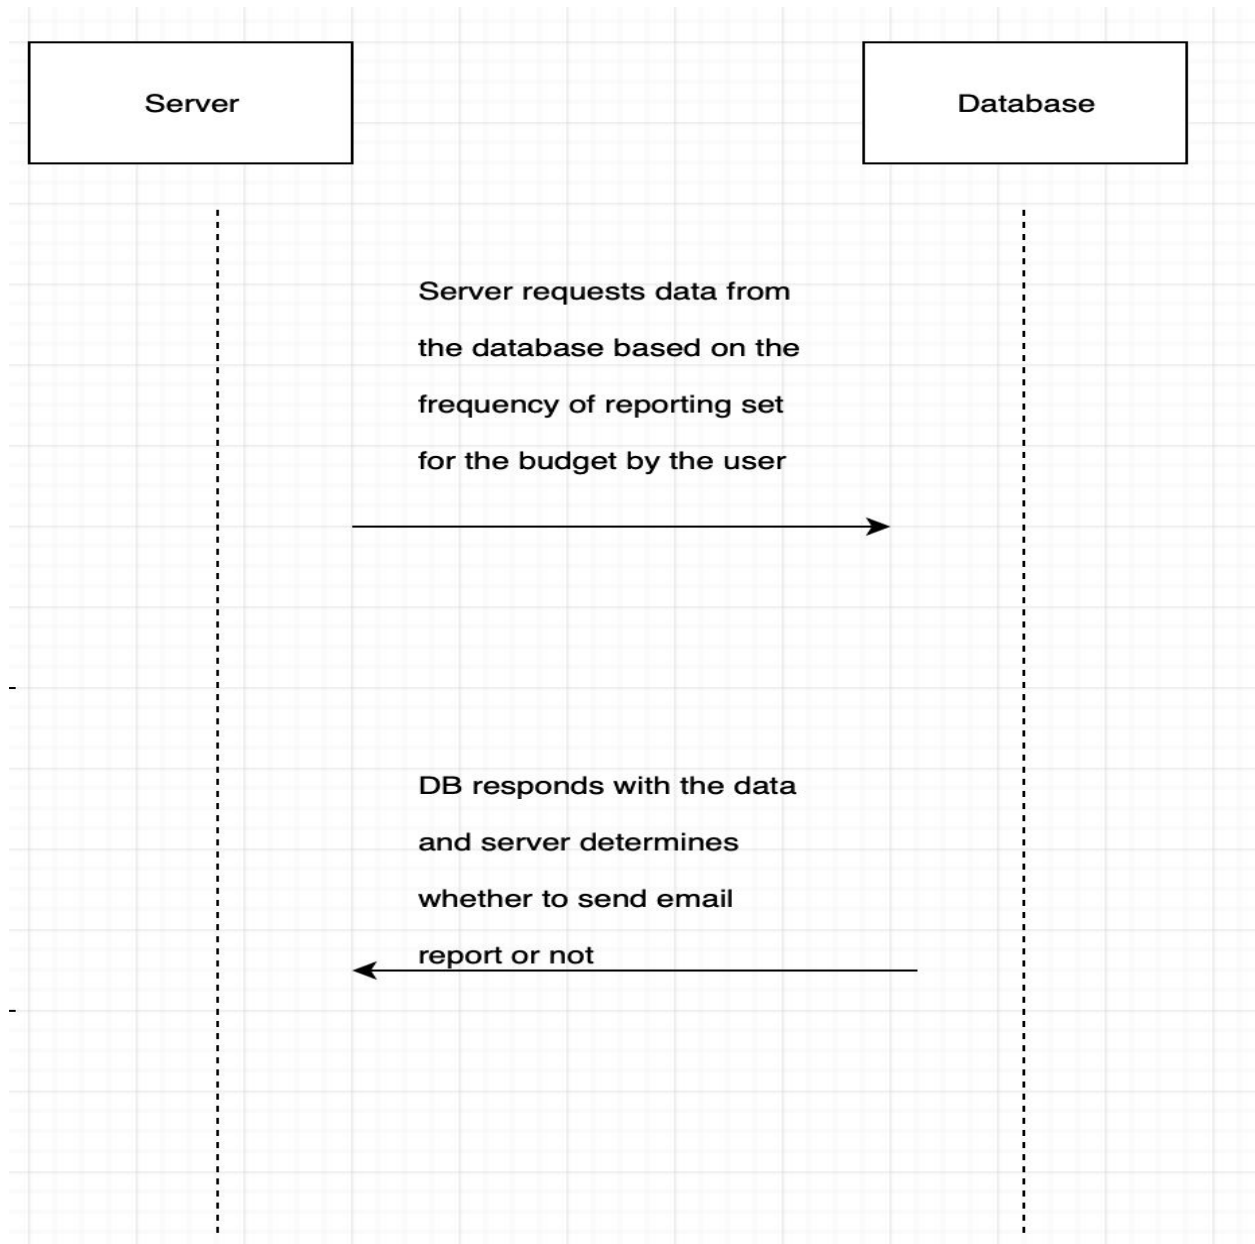 Server
Database
Server requests data from
the database based on the
frequency of reporting set
for the budget by the user
DB responds with the data
and server determines
whether to send email
report or not